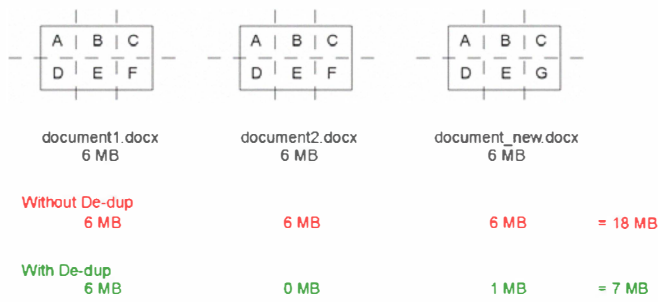 A B C A B C A B C
D E F D E F D E G
document1.docx document2.docx document_new.docx
6 MB 6 MB 6 MB
Without De-dup
6 MB 6 MB 6 MB = 18 MB
With De-dup
6 MB 0 MB 1 MB = 7 MB